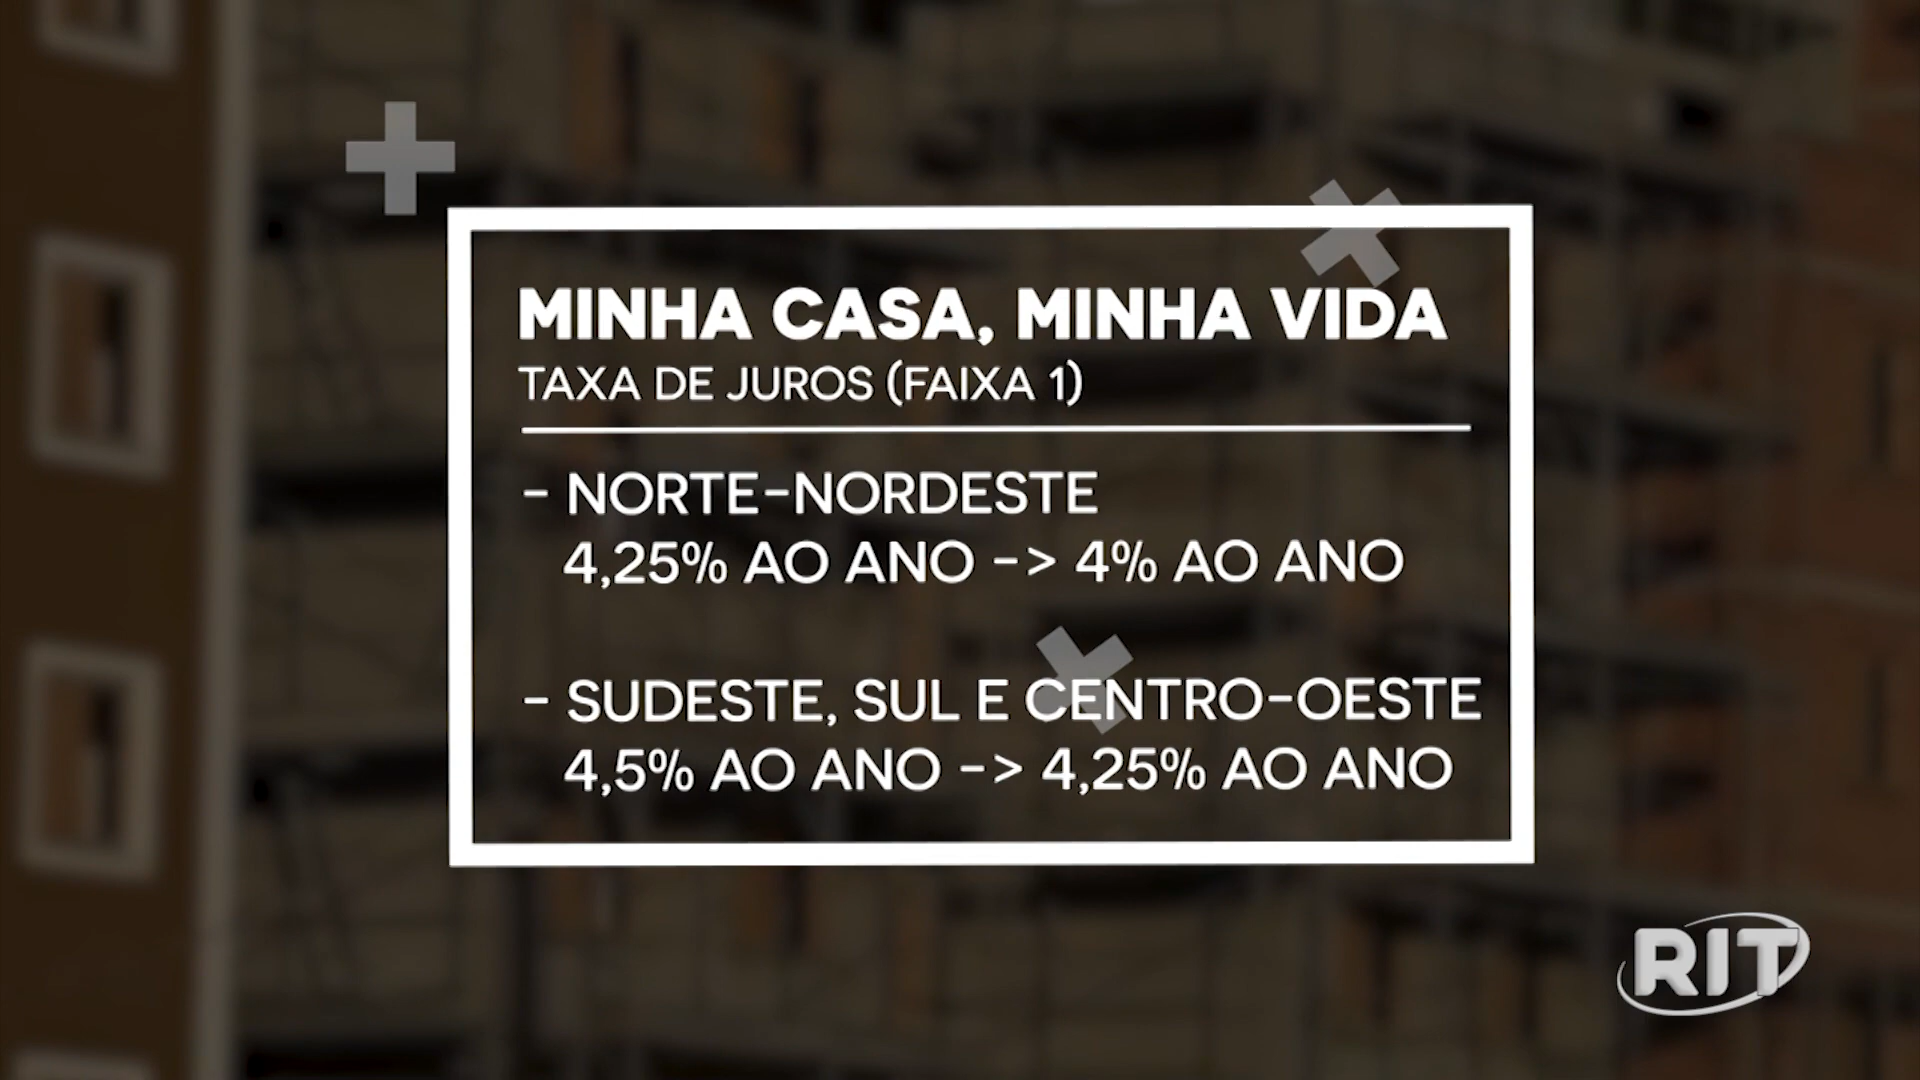 MINHA CASA, MINHA VIDA
TAXA DE JUROS (FAIXA 1)
- NORTE-NORDESTE
4,25% AO ANO -> 4% AO ANO
- SUDESTE, SUL E CENTRO-OESTE
4,5% AO ANO -> 4,25% AO ANO
RIT